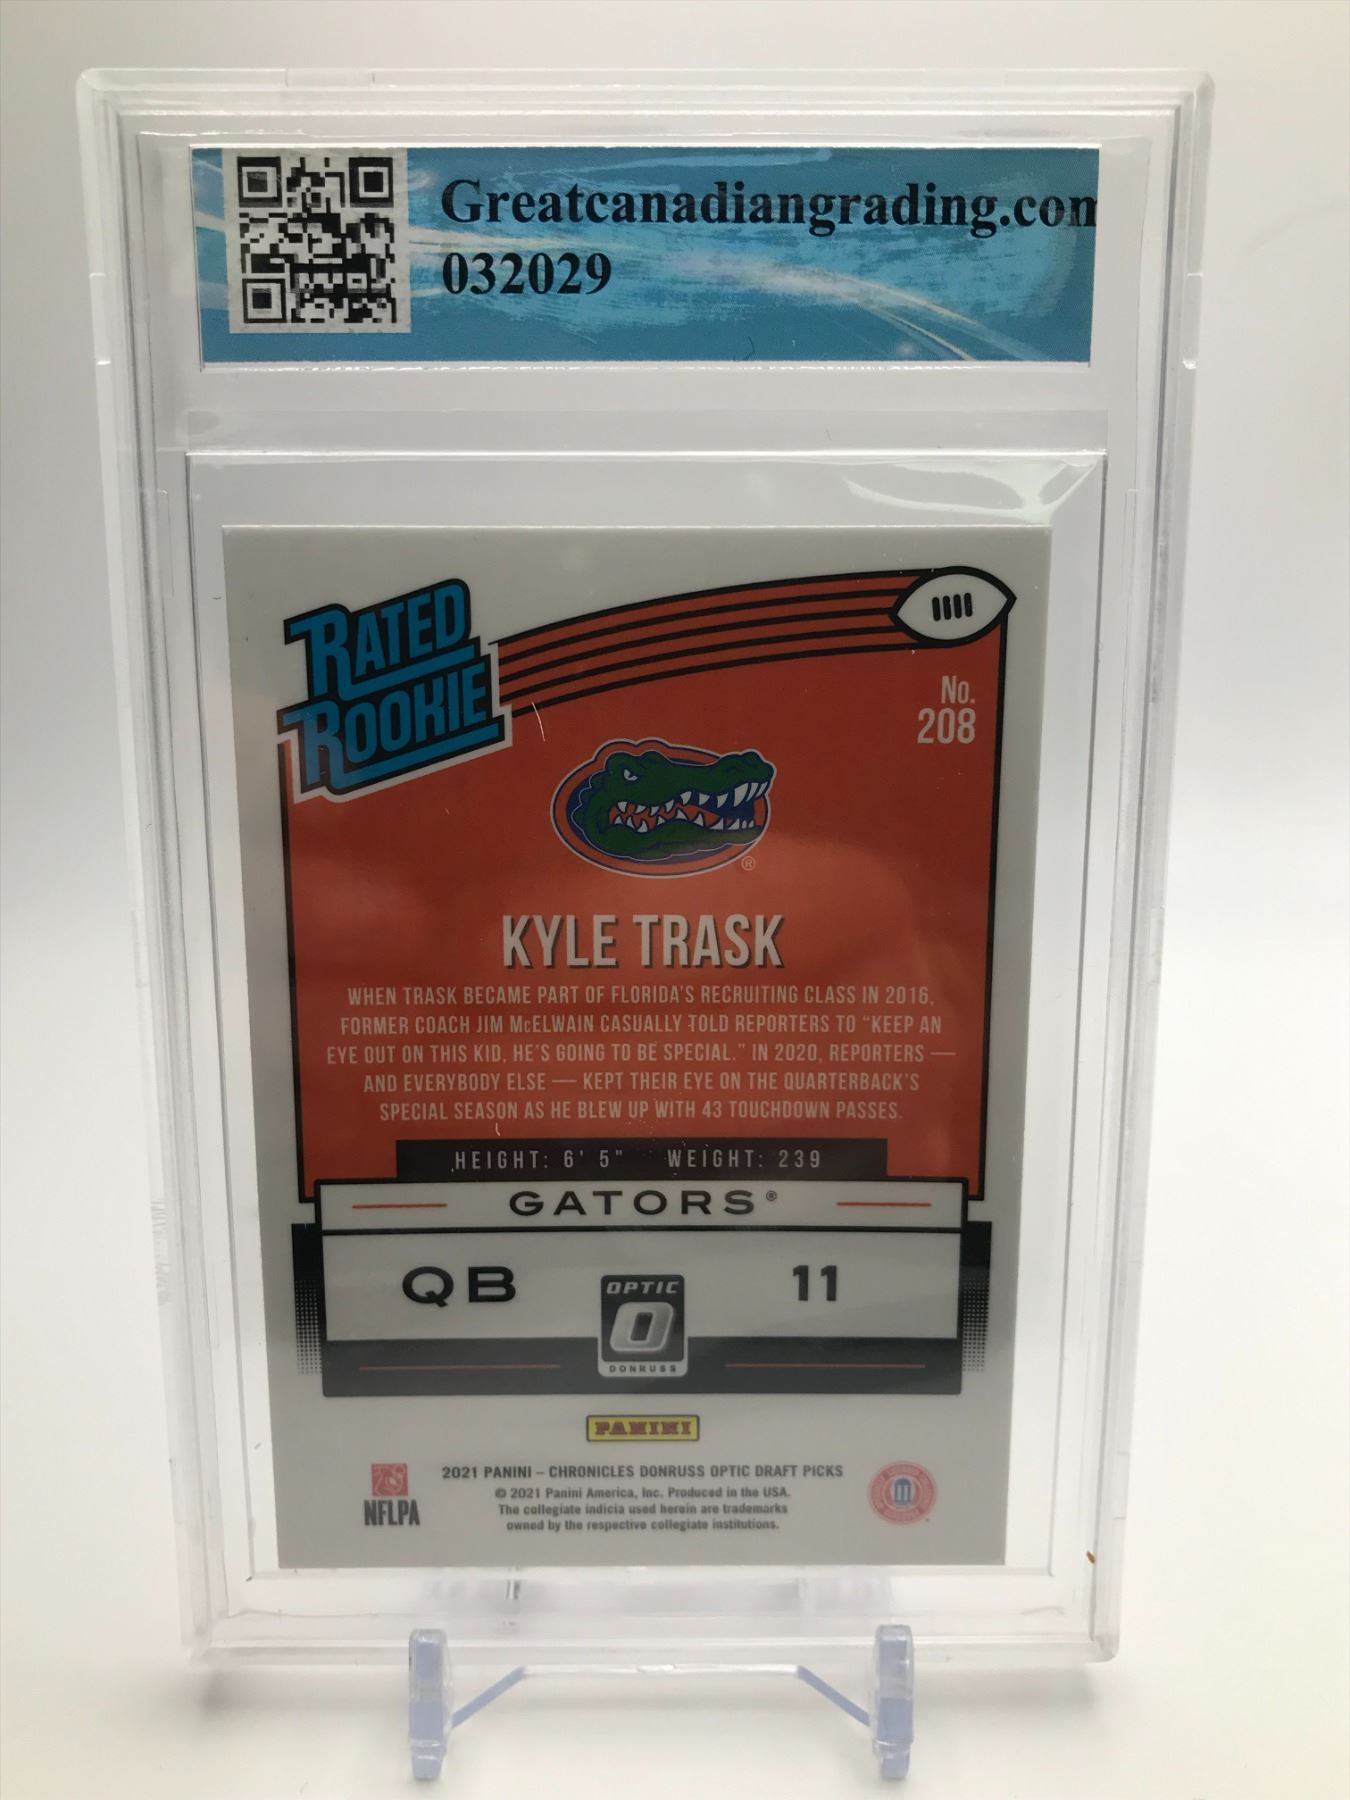 Greatcanadiangrading.com
032029
RATED
ROOKIE
No.
208
®
KYLE TRASK
WHEN TRASK BECAME PART OF FLORIDA'S RECRUITING CLASS IN 2016,
FORMER COACH JIM McELWAIN CASUALLY TOLD REPORTERS TO “KEEP AN
EYE OUT ON THIS KID, HE'S GOING TO BE SPECIAL.” IN 2020, REPORTERS —
AND EVERYBODY ELSE — KEPT THEIR EYE ON THE QUARTERBACK'S
SPECIAL SEASON AS HE BLEW UP WITH 43 TOUCHDOWN PASSES.
HEIGHT: 6' 5" WEIGHT: 239
GATORS®
QB
11
OPTIC
O
DONRUSS
PANINI
2021 PANINI – CHRONICLES DONRUSS OPTIC DRAFT PICKS
© 2021 Panini America, Inc. Produced in the USA.
The collegiate indicia used herein are trademarks
owned by the respective collegiate institutions.
NFLPA